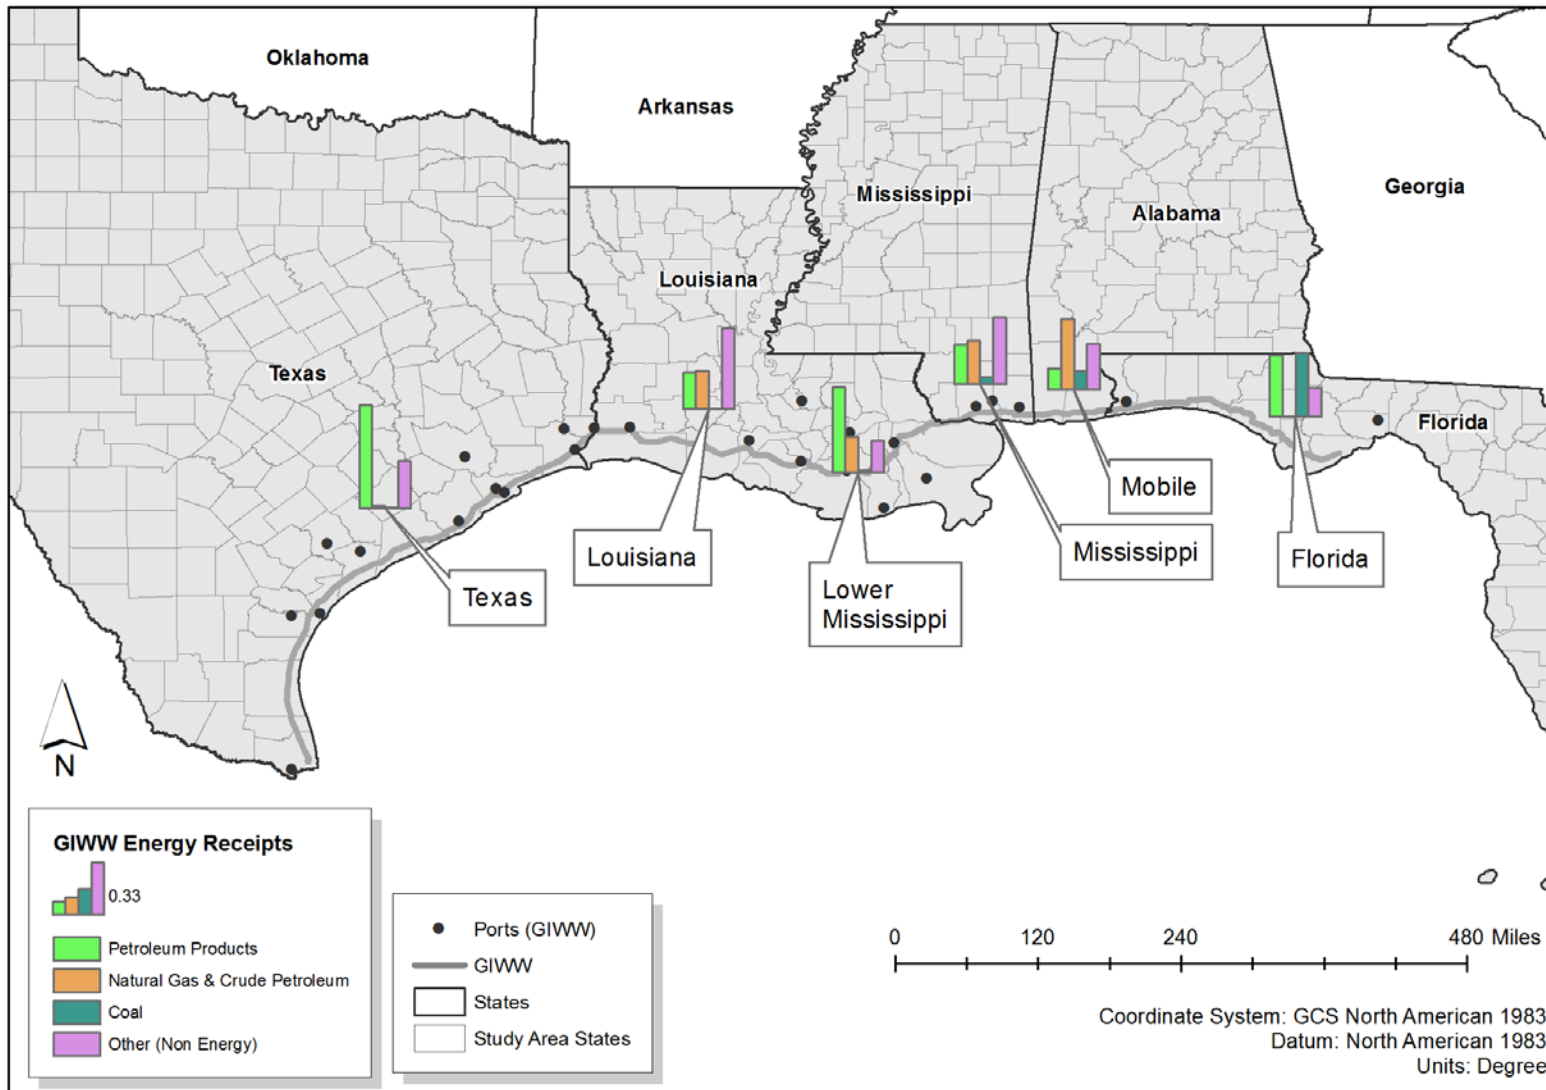 Oklahoma
Arkansas
Mississippi
Alabama
Georgia
Louisiana
Texas
Florida
Mobile
Mississippi
Florida
Louisiana
Lower
Mississippi
Texas
N
GIWW Energy Receipts
0.33
Petroleum Products
Natural Gas & Crude Petroleum
Coal
Other (Non Energy)
Ports (GIWW)
GIWW
States
Study Area States
0 120 240 480 Miles
Coordinate System: GCS North American 1983
Datum: North American 1983
Units: Degree